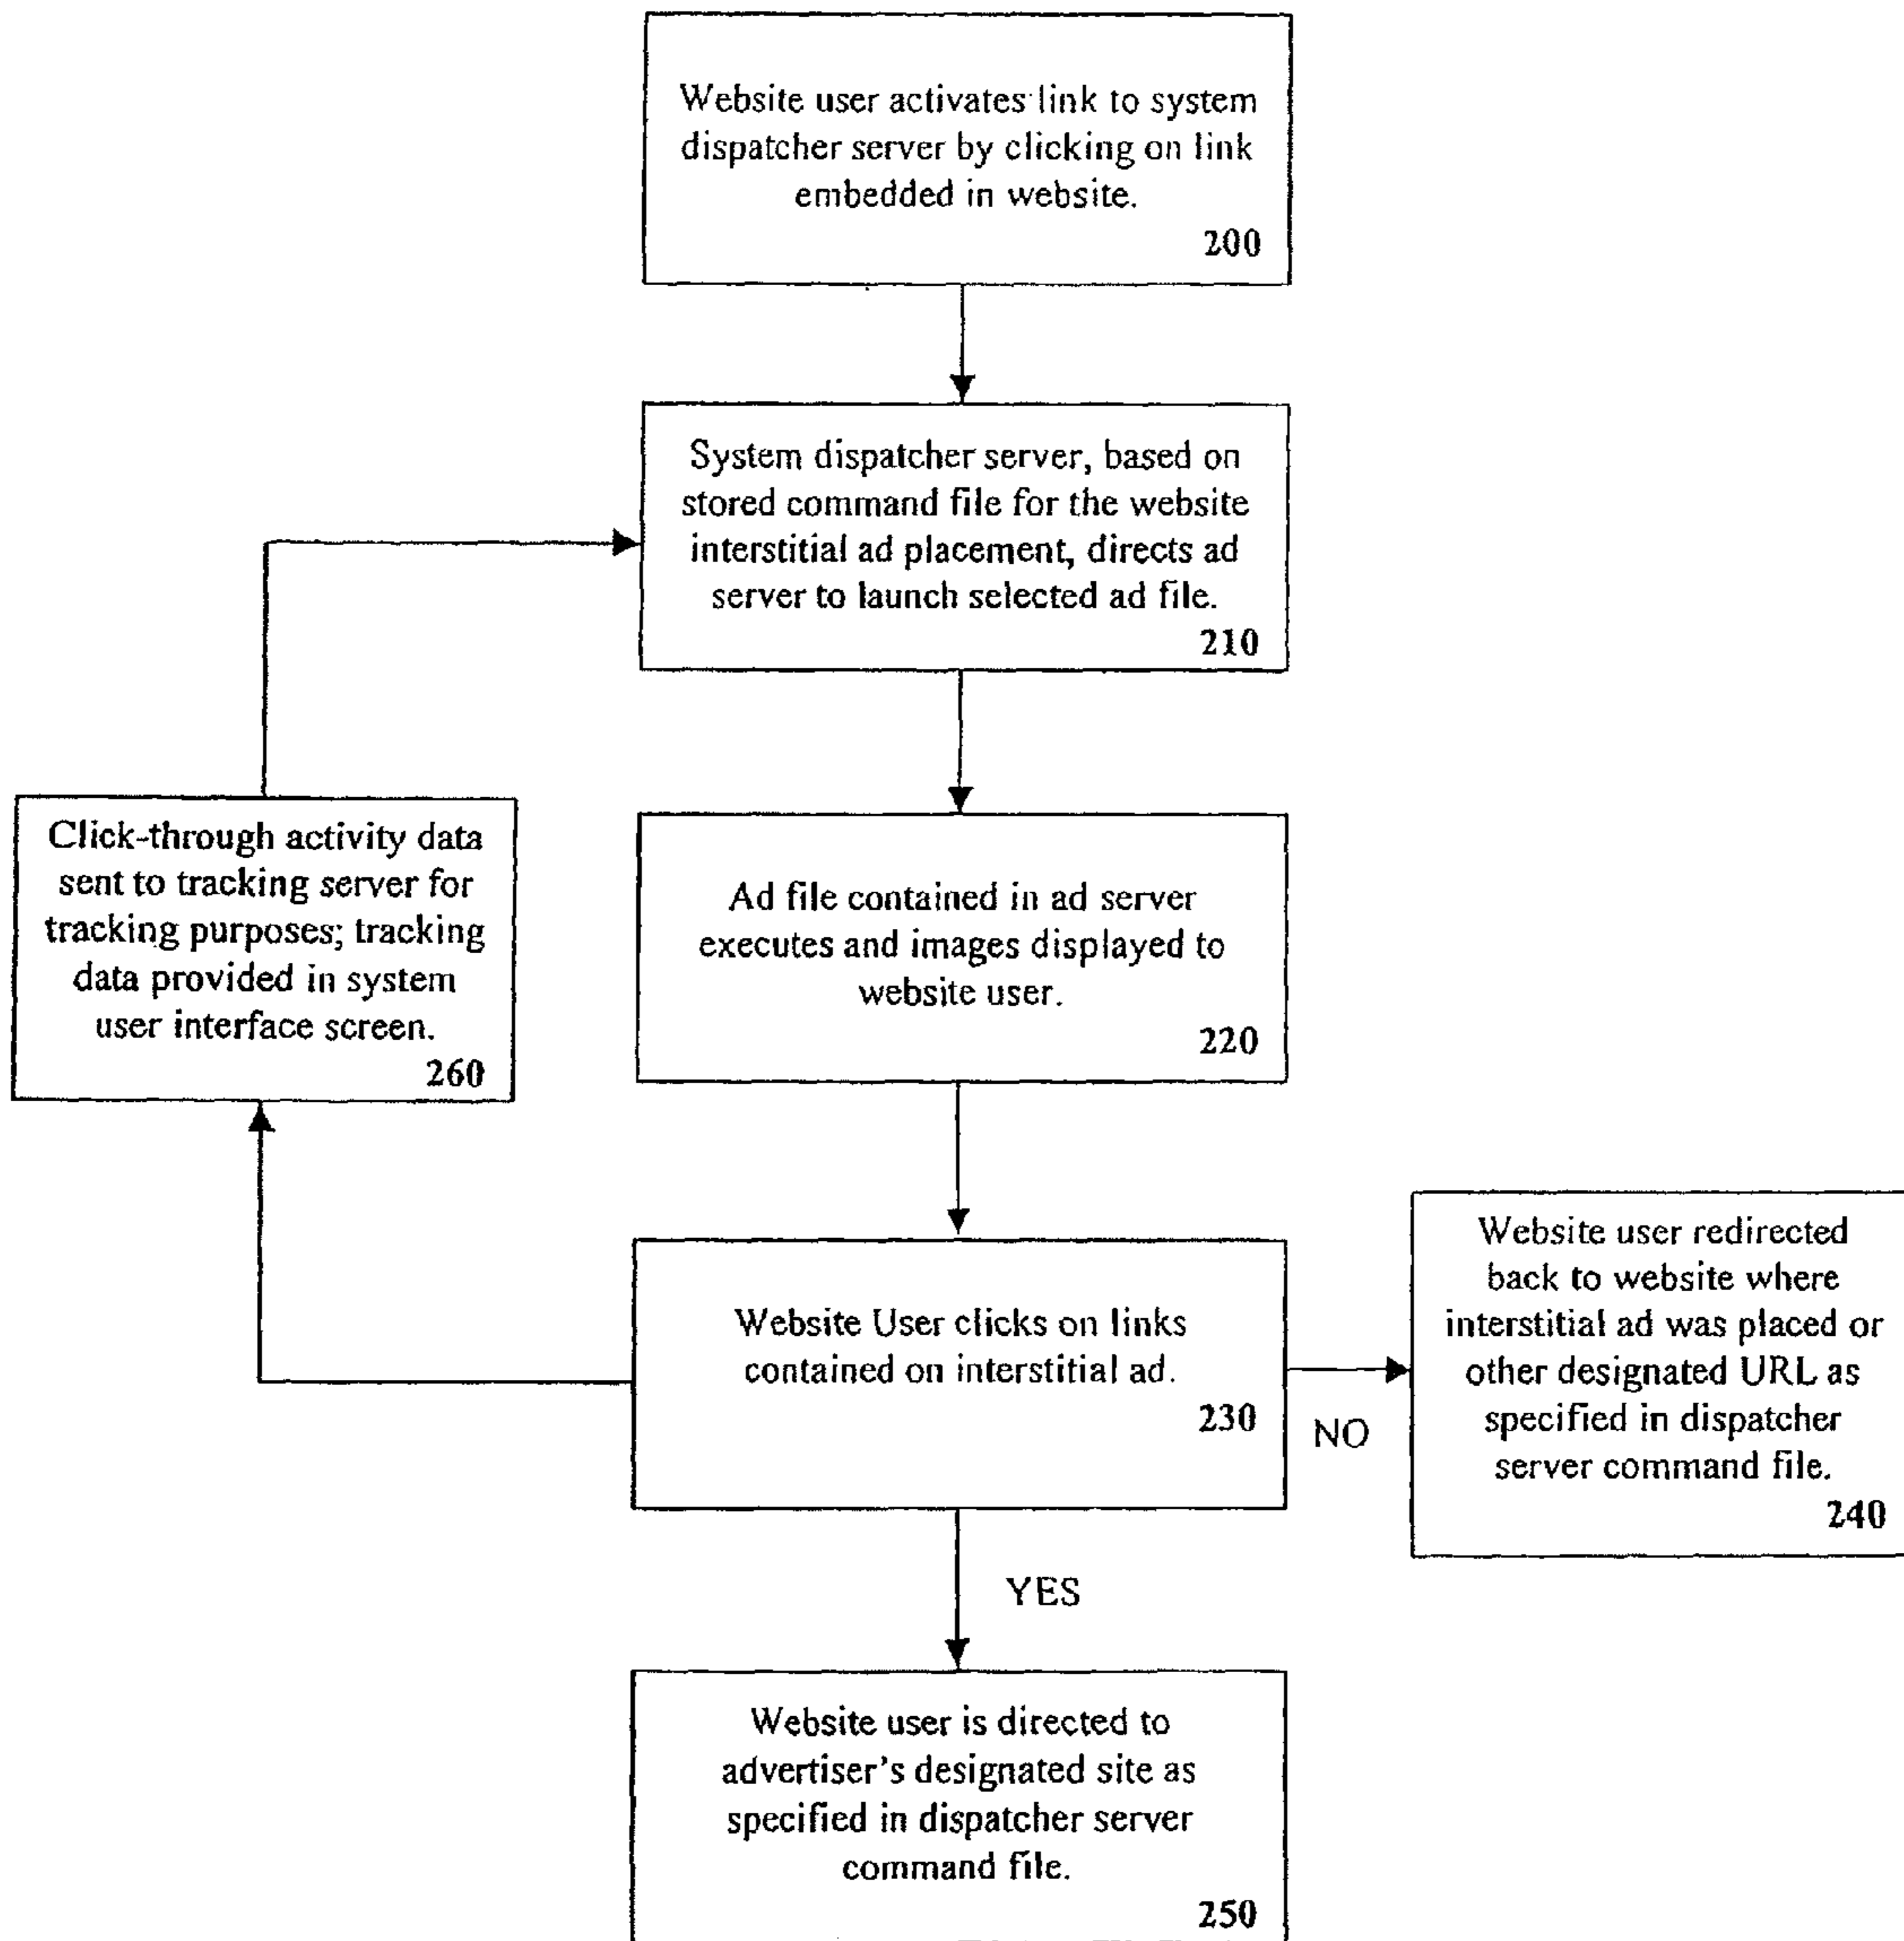 Website user activates link to system
dispatcher server by clicking on link
embedded in website.
200
System dispatcher server, based on
stored command file for the website
interstitial ad placement, directs ad
server to launch selected ad file.
210
Click-through activity data
sent to tracking server for
tracking purposes; tracking
data provided in system
user interface screen.
260
Ad file contained in ad server
executes and images displayed to
website user.
220
Website User clicks on links
contained on interstitial ad.
230
NO
Website user redirected
back to website where
interstitial ad was placed or
other designated URL as
specified in dispatcher
server command file.
240
YES
Website user is directed to
advertiser's designated site as
specified in dispatcher server
command file.
250